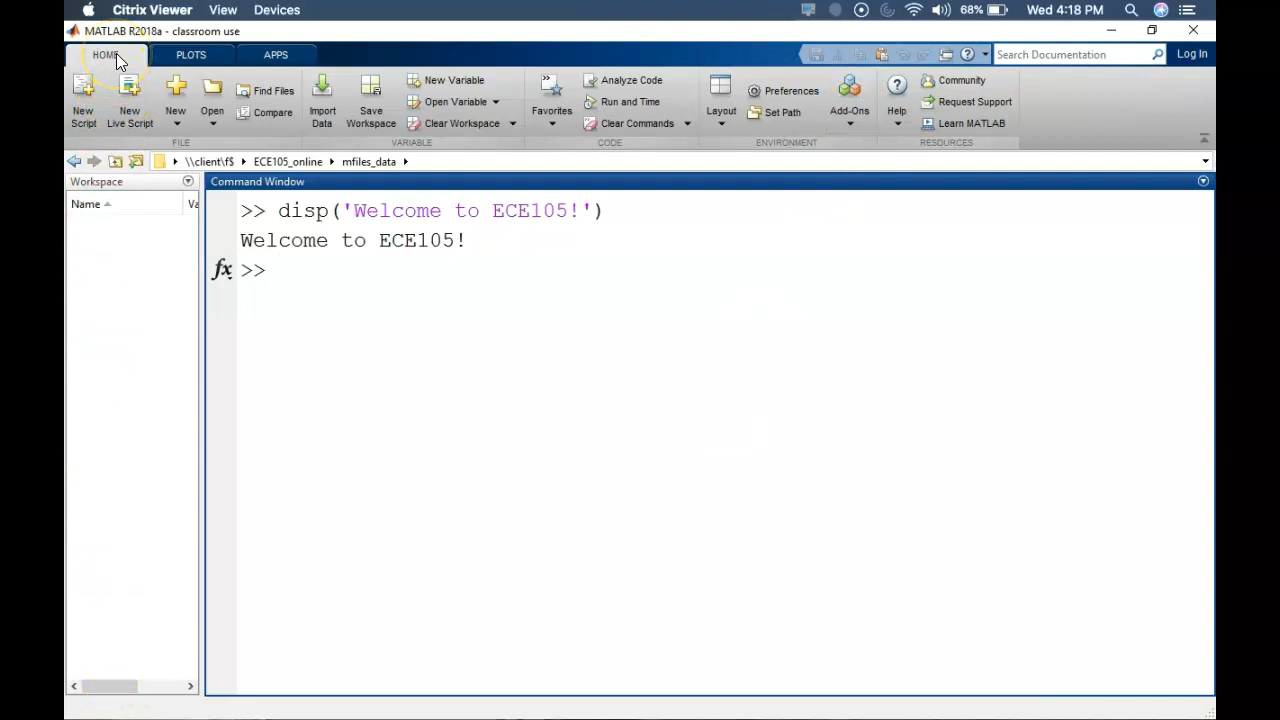 Citrix Viewer View Devices 68% Wed 4:18 PM
MATLAB R2018a - classroom use
HOME PLOTS APPS Search Documentation Log In
New Script
New Live Script
New
Open
Find Files
Compare
Import Data
Save Workspace
New Variable
Open Variable
Clear Workspace
Favorites
Analyze Code
Run and Time
Clear Commands
Layout
Preferences
Set Path
Add-Ons
Help
Community
Request Support
Learn MATLAB
FILE VARIABLE CODE ENVIRONMENT RESOURCES
\\client\f$ ECE105_online mfiles_data
Workspace
Name Va
Command Window
>> disp('Welcome to ECE105!')
Welcome to ECE105!
fx >>